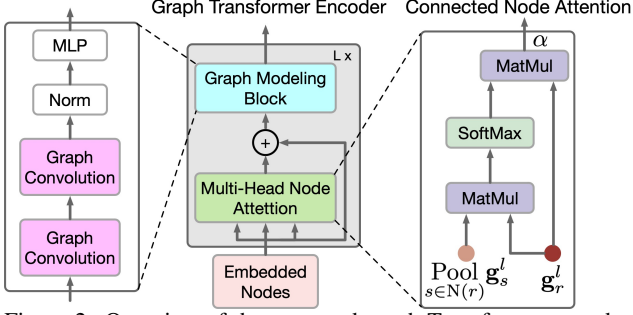 Graph Transformer Encoder
Connected Node Attention
MLP
Norm
Graph
Convolution
Graph
Convolution
L x
Graph Modeling
Block
+
Multi-Head Node
Attettion
Embedded
Nodes
α
MatMul
SoftMax
MatMul
Pool g_s^l
s∈N(r)
g_r^l